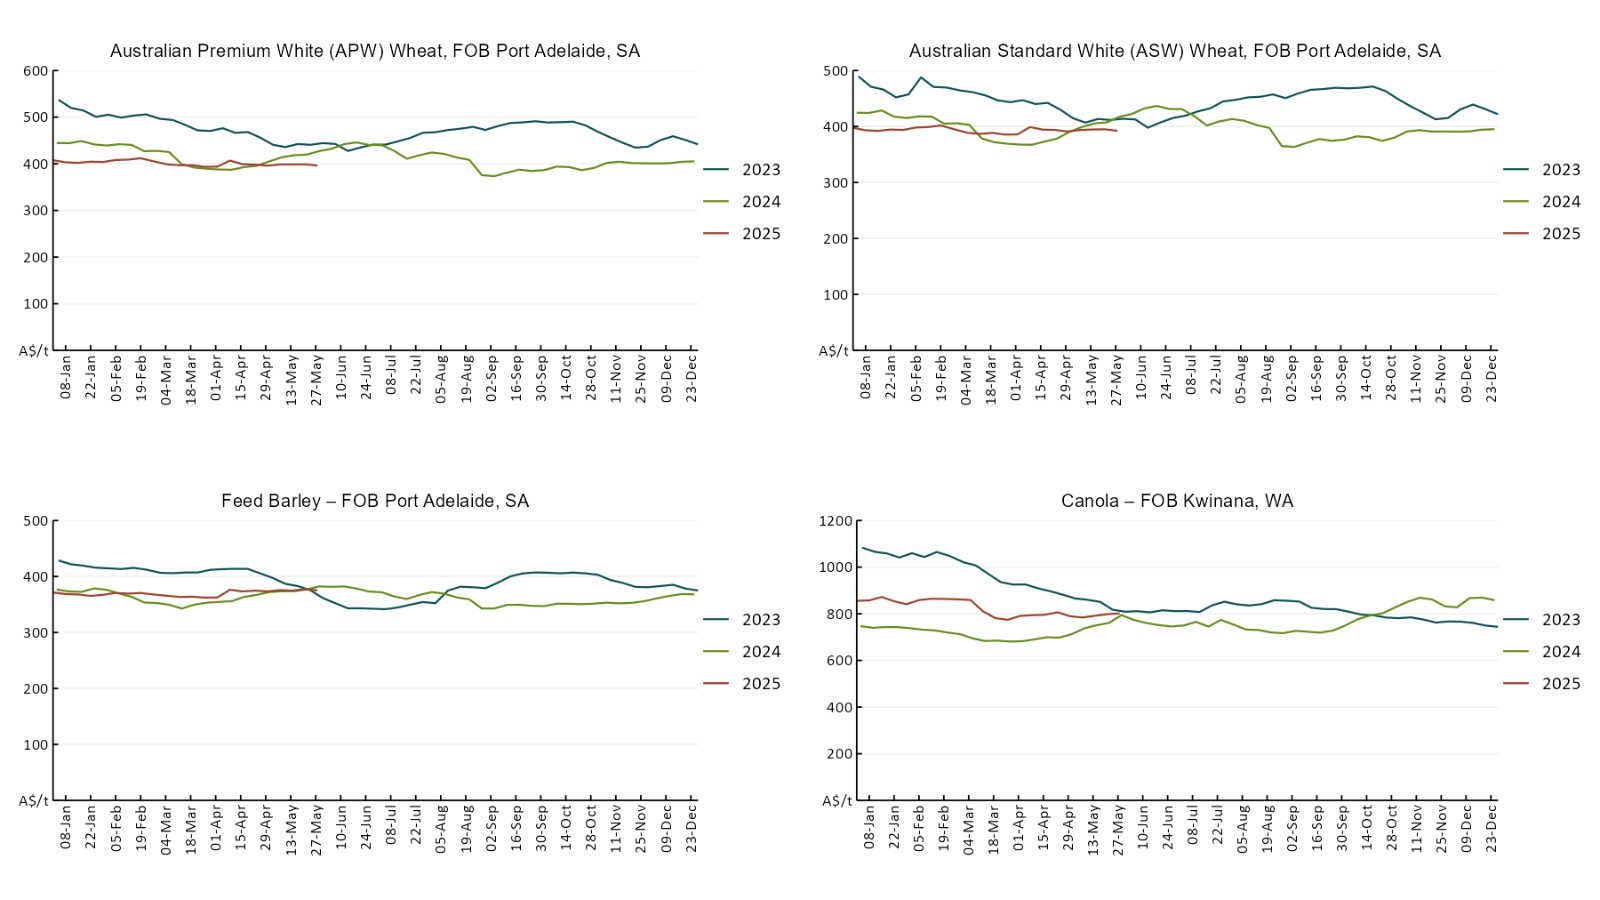 Australian Premium White (APW) Wheat, FOB Port Adelaide, SA
600
500
400
300
200
100
A$/t
08-Jan
22-Jan
05-Feb
19-Feb
04-Mar
18-Mar
01-Apr
15-Apr
29-Apr
13-May
27-May
10-Jun
24-Jun
08-Jul
22-Jul
05-Aug
19-Aug
02-Sep
16-Sep
30-Sep
14-Oct
28-Oct
11-Nov
25-Nov
09-Dec
23-Dec
2023
2024
2025
Australian Standard White (ASW) Wheat, FOB Port Adelaide, SA
500
400
300
200
100
A$/t
08-Jan
22-Jan
05-Feb
19-Feb
04-Mar
18-Mar
01-Apr
15-Apr
29-Apr
13-May
27-May
10-Jun
24-Jun
08-Jul
22-Jul
05-Aug
19-Aug
02-Sep
16-Sep
30-Sep
14-Oct
28-Oct
11-Nov
25-Nov
09-Dec
23-Dec
2023
2024
2025
Feed Barley – FOB Port Adelaide, SA
500
400
300
200
100
A$/t
08-Jan
22-Jan
05-Feb
19-Feb
04-Mar
18-Mar
01-Apr
15-Apr
29-Apr
13-May
27-May
10-Jun
24-Jun
08-Jul
22-Jul
05-Aug
19-Aug
02-Sep
16-Sep
30-Sep
14-Oct
28-Oct
11-Nov
25-Nov
09-Dec
23-Dec
2023
2024
2025
Canola – FOB Kwinana, WA
1200
1000
800
600
400
200
A$/t
08-Jan
22-Jan
05-Feb
19-Feb
04-Mar
18-Mar
01-Apr
15-Apr
29-Apr
13-May
27-May
10-Jun
24-Jun
08-Jul
22-Jul
05-Aug
19-Aug
02-Sep
16-Sep
30-Sep
14-Oct
28-Oct
11-Nov
25-Nov
09-Dec
23-Dec
2023
2024
2025